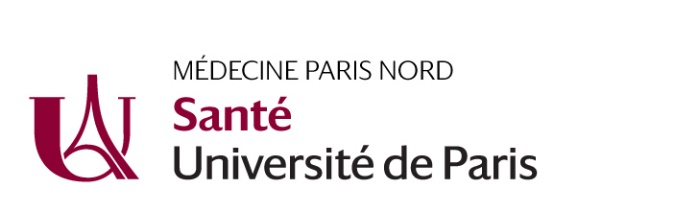 MÉDECINE PARIS NORD
Santé
Université de Paris